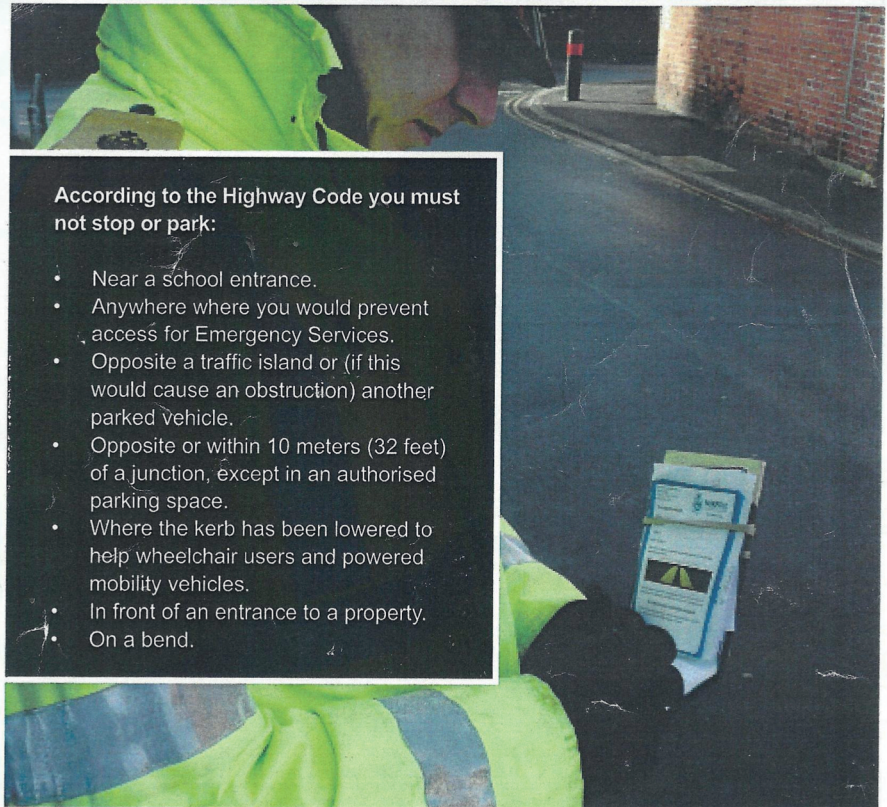 According to the Highway Code you must
not stop or park:
• Near a school entrance.
• Anywhere where you would prevent
access for Emergency Services.
• Opposite a traffic island or (if this
would cause an obstruction) another
parked vehicle.
• Opposite or within 10 meters (32 feet)
of a junction, except in an authorised
parking space.
• Where the kerb has been lowered to
help wheelchair users and powered
mobility vehicles.
• In front of an entrance to a property.
• On a bend.